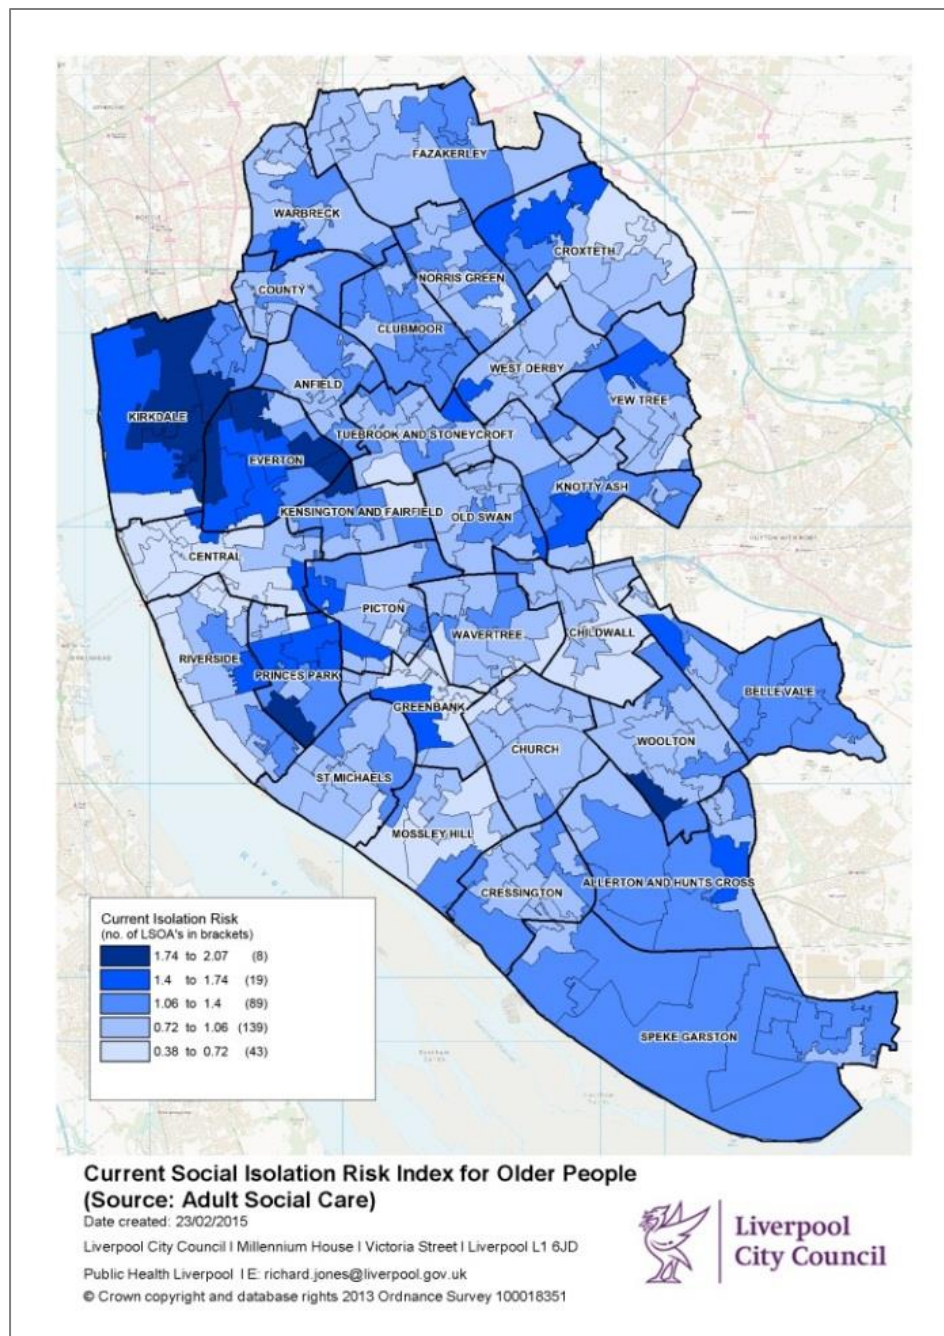 FAZAKERLEY
WARBRECK
CROXTETH
NORRIS GREEN
COUNTY
CLUBMOOR
WEST DERBY
ANFIELD
YEW TREE
KIRKDALE
TUEBROOK AND STONEYCROFT
EVERTON
KNOTTY ASH
KENSINGTON AND FAIRFIELD
OLD SWAN
CENTRAL
PICTON
WAVERTREE
CHILDWALL
RIVERSIDE
PRINCES PARK
BELLE VALE
GREENBANK
WOOLTON
CHURCH
ST MICHAELS
MOSSLEY HILL
ALLERTON AND HUNTS CROSS
CRESSINGTON
SPEKE GARSTON
Current Isolation Risk
(no. of LSOA's in brackets)
1.74 to 2.07 (8)
1.4 to 1.74 (19)
1.06 to 1.4 (89)
0.72 to 1.06 (139)
0.38 to 0.72 (43)
Current Social Isolation Risk Index for Older People
(Source: Adult Social Care)
Date created: 23/02/2015
Liverpool City Council I Millennium House I Victoria Street I Liverpool L1 6JD
Public Health Liverpool I E: richard.jones@liverpool.gov.uk
© Crown copyright and database rights 2013 Ordnance Survey 100018351
Liverpool
City Council